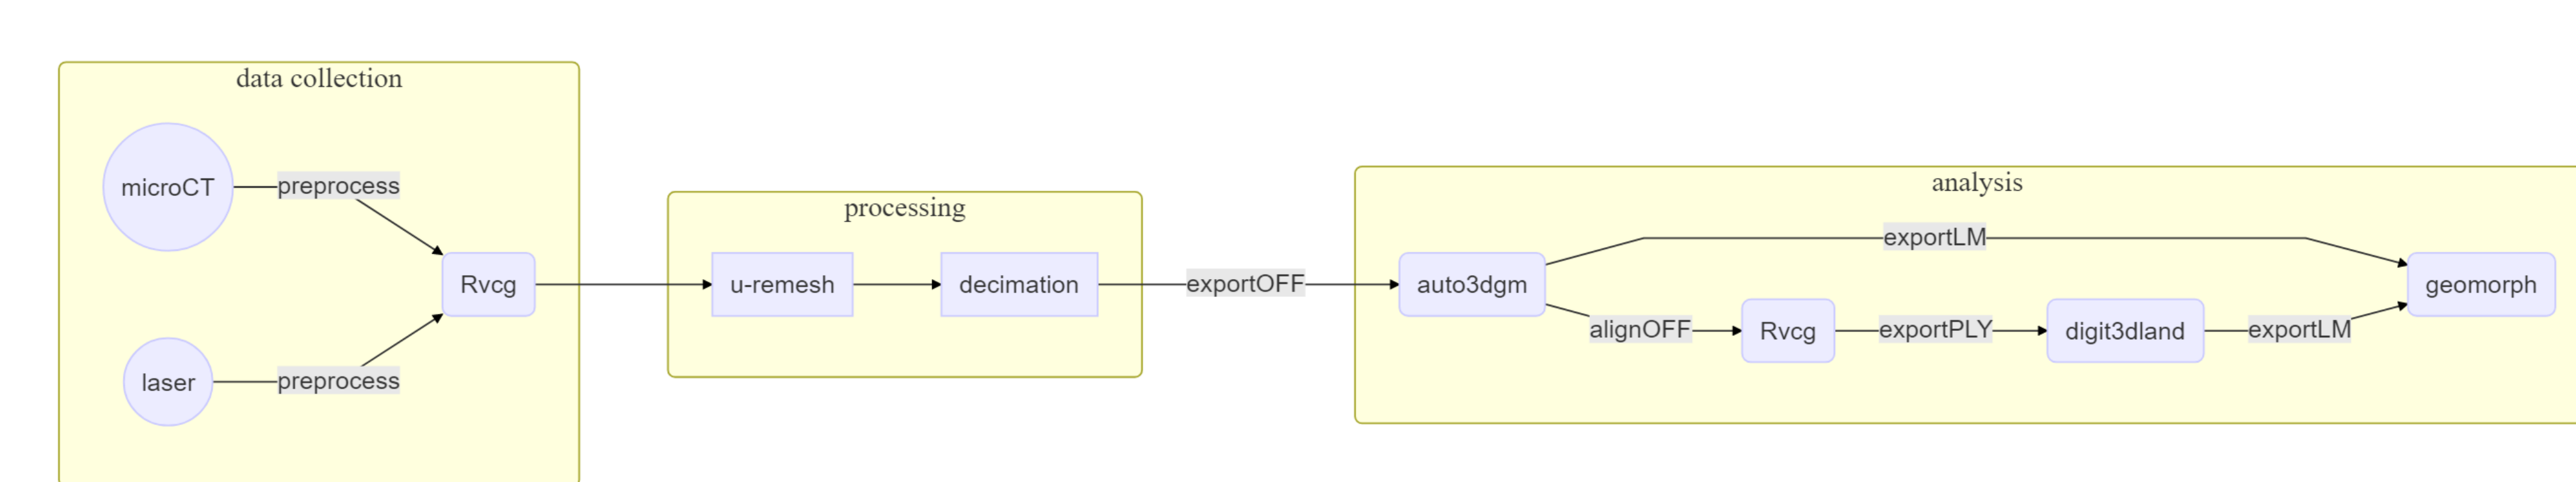 data collection
microCT
preprocess
Rvcg
laser
preprocess
processing
u-remesh
decimation
exportOFF
analysis
auto3dgm
exportLM
alignOFF
Rvcg
exportPLY
digit3dland
exportLM
geomorph